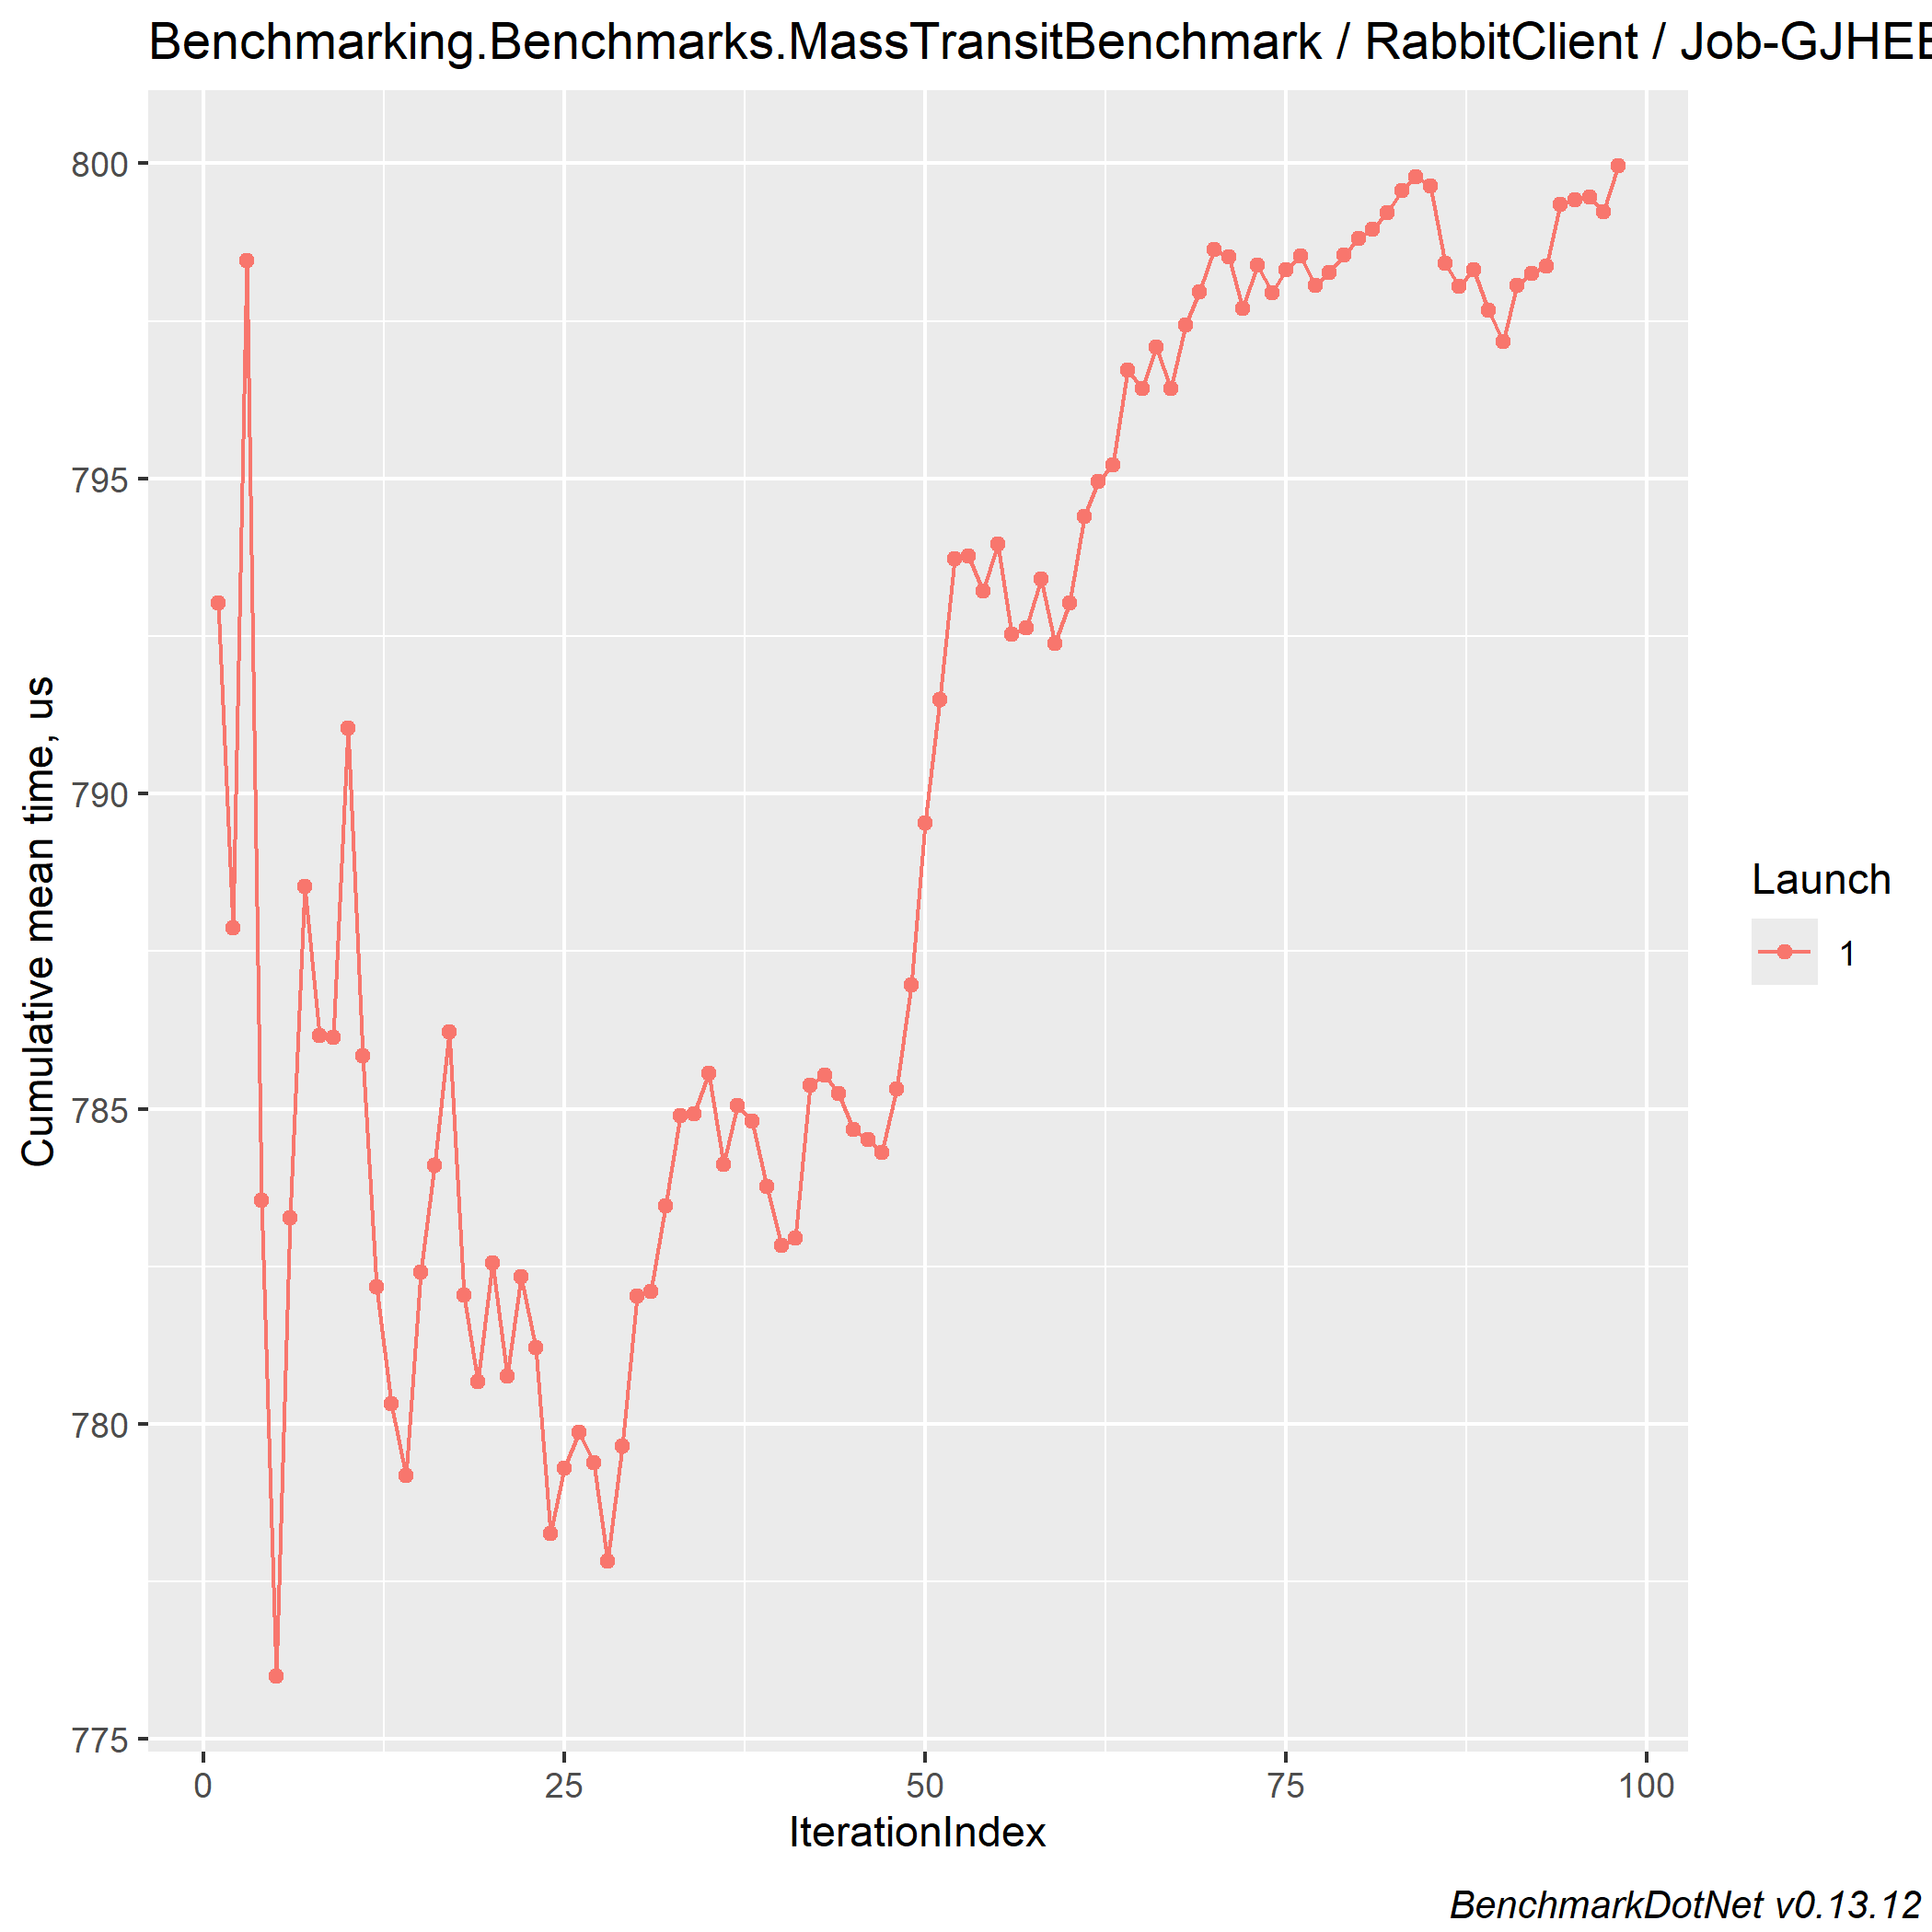 Benchmarking.Benchmarks.MassTransitBenchmark / RabbitClient / Job-GJHEE
Cumulative mean time, us
800
795
790
785
780
775
0 25 50 75 100
IterationIndex
Launch
1
BenchmarkDotNet v0.13.12